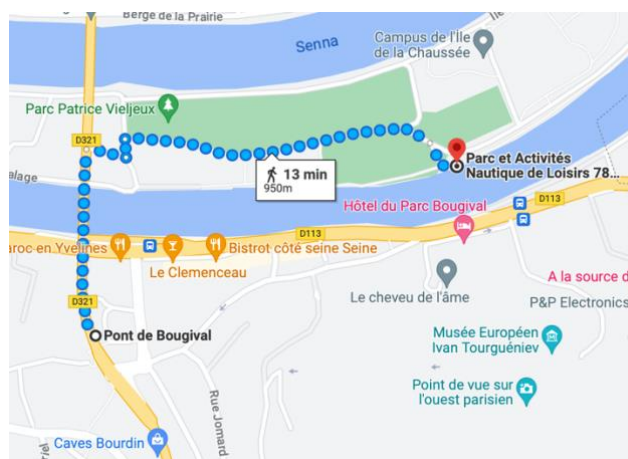 Berge de la Prairie
Senna
Campus de l'Île
de la Chaussée
Parc Patrice Vieljeux
D321
13 min
950m
Parc et Activités
Nautique de Loisirs 78...
alage
Hôtel du Parc Bougival
D113
D113
aroc en Yvelines
Bistrot côté seine Seine
Le Clemenceau
Le cheveu de l'âme
A la source d
P&P Electronics
D321
Pont de Bougival
Musée Européen
Ivan Tourguéniev
Rue Jomard
Point de vue sur
l'ouest parisien
Caves Bourdin